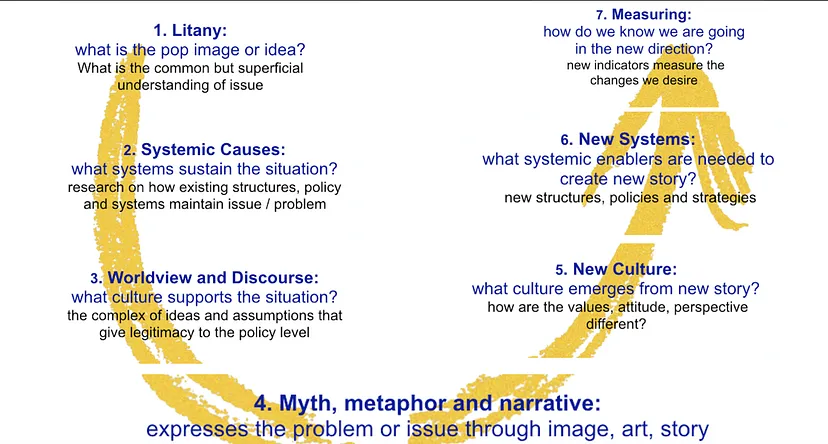 1. Litany:
what is the pop image or idea?
What is the common but superficial
understanding of issue
2. Systemic Causes:
what systems sustain the situation?
research on how existing structures, policy
and systems maintain issue / problem
3. Worldview and Discourse:
what culture supports the situation?
the complex of ideas and assumptions that
give legitimacy to the policy level
4. Myth, metaphor and narrative:
expresses the problem or issue through image, art, story
5. New Culture:
what culture emerges from new story?
how are the values, attitude, perspective
different?
6. New Systems:
what systemic enablers are needed to
create new story?
new structures, policies and strategies
7. Measuring:
how do we know we are going
in the new direction?
new indicators measure the
changes we desire